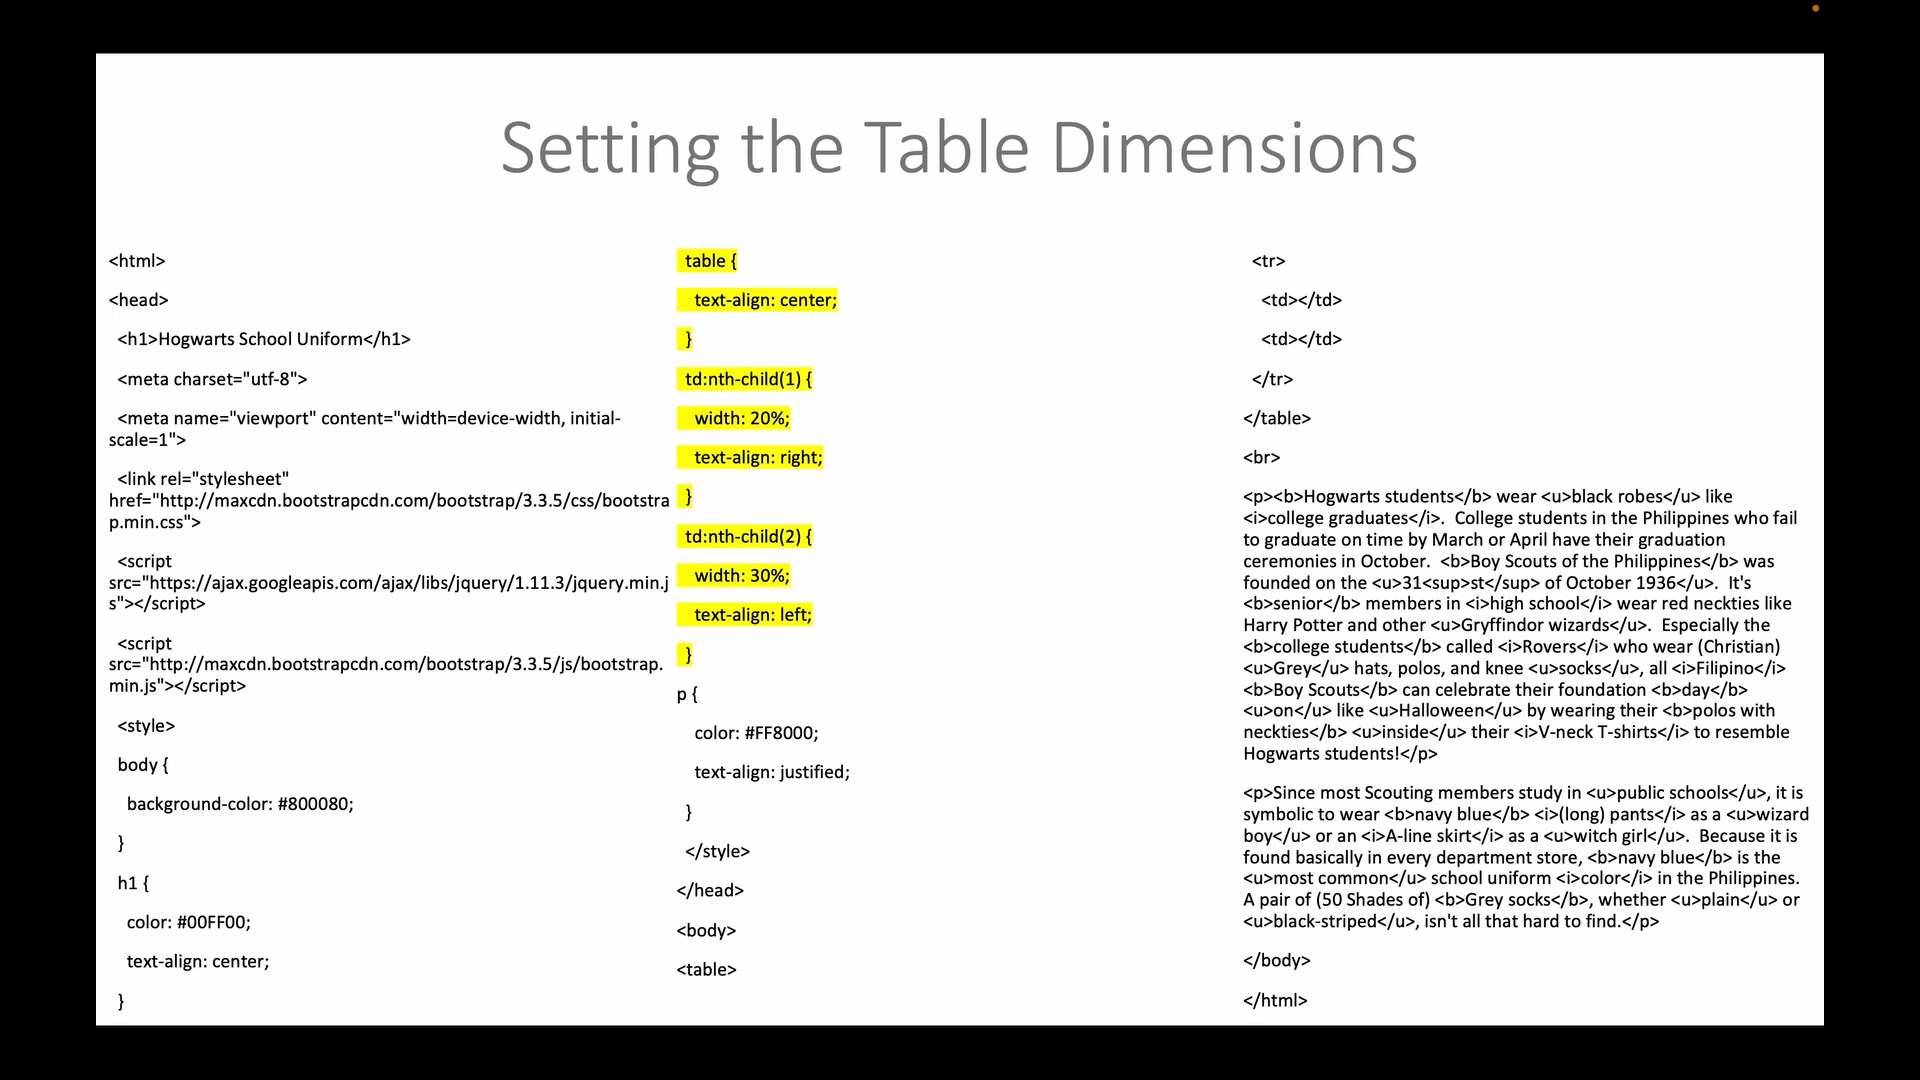 Setting the Table Dimensions
<html>
<head>
<h1>Hogwarts School Uniform</h1>
<meta charset="utf-8">
<meta name="viewport" content="width=device-width, initial-
scale=1">
<link rel="stylesheet"
href="http://maxcdn.bootstrapcdn.com/bootstrap/3.3.5/css/bootstra
p.min.css">
<script
src="https://ajax.googleapis.com/ajax/libs/jquery/1.11.3/jquery.min.j
s"></script>
<script
src="http://maxcdn.bootstrapcdn.com/bootstrap/3.3.5/js/bootstrap.
min.js"></script>
<style>
body {
background-color: #800080;
}
h1 {
color: #00FF00;
text-align: center;
}
table {
text-align: center;
}
td:nth-child(1) {
width: 20%;
text-align: right;
}
td:nth-child(2) {
width: 30%;
text-align: left;
}
p {
color: #FF8000;
text-align: justified;
}
</style>
</head>
<body>
<table>
<tr>
<td></td>
<td></td>
</tr>
</table>
<br>
<p><b>Hogwarts students</b> wear <u>black robes</u> like
<i>college graduates</i>.  College students in the Philippines who fail
to graduate on time by March or April have their graduation
ceremonies in October.  <b>Boy Scouts of the Philippines</b> was
founded on the <u>31<sup>st</sup> of October 1936</u>.  It's
<b>senior</b> members in <i>high school</i> wear red neckties like
Harry Potter and other <u>Gryffindor wizards</u>.  Especially the
<b>college students</b> called <i>Rovers</i> who wear (Christian)
<u>Grey</u> hats, polos, and knee <u>socks</u>, all <i>Filipino</i>
<b>Boy Scouts</b> can celebrate their foundation <b>day</b>
<u>on</u> like <u>Halloween</u> by wearing their <b>polos with
neckties</b> <u>inside</u> their <i>V-neck T-shirts</i> to resemble
Hogwarts students!</p>
<p>Since most Scouting members study in <u>public schools</u>, it is
symbolic to wear <b>navy blue</b> <i>(long) pants</i> as a <u>wizard
boy</u> or an <i>A-line skirt</i> as a <u>witch girl</u>.  Because it is
found basically in every department store, <b>navy blue</b> is the
<u>most common</u> school uniform <i>color</i> in the Philippines.
A pair of (50 Shades of) <b>Grey socks</b>, whether <u>plain</u> or
<u>black-striped</u>, isn't all that hard to find.</p>
</body>
</html>